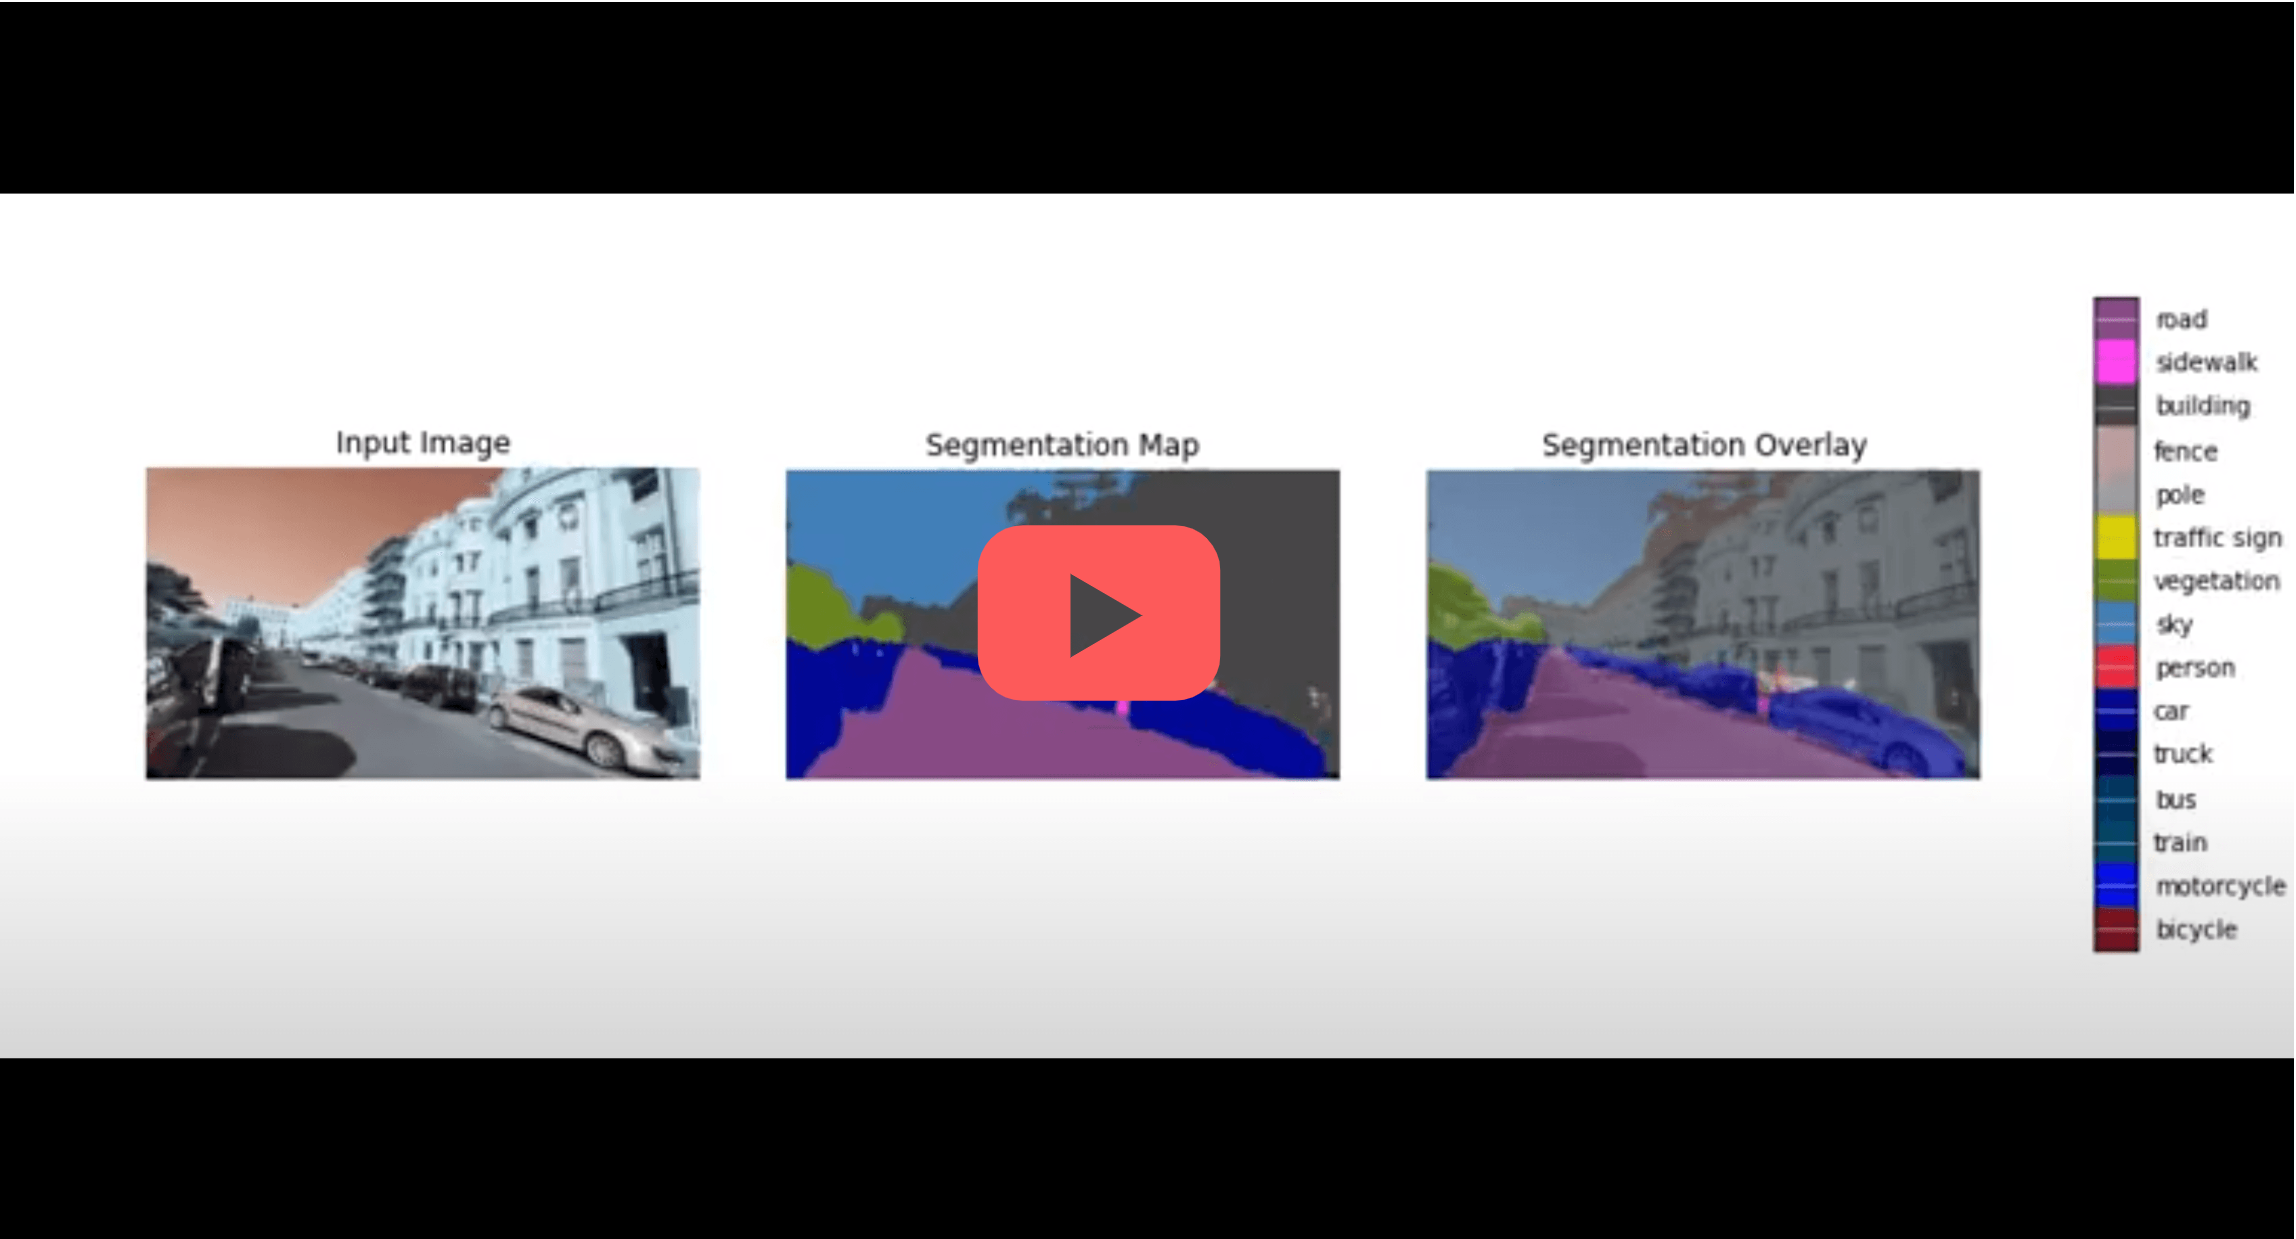 Input Image
Segmentation Map
Segmentation Overlay
road
sidewalk
building
fence
pole
traffic sign
vegetation
sky
person
car
truck
bus
train
motorcycle
bicycle